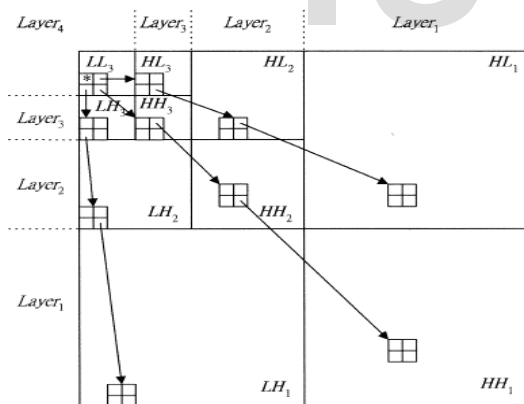 Layer₄ Layer₃ Layer₂ Layer₁
LL₃ HL₃ HL₂ HL₁
*
LH₃ HH₃
Layer₃
Layer₂
LH₂ HH₂
Layer₁
LH₁ HH₁